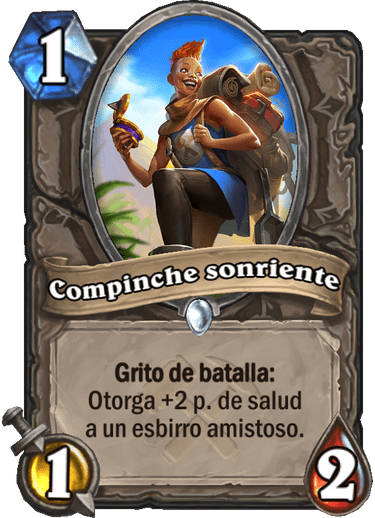 1
Compinche sonriente
Grito de batalla:
Otorga +2 p. de salud
a un esbirro amistoso.
1
2